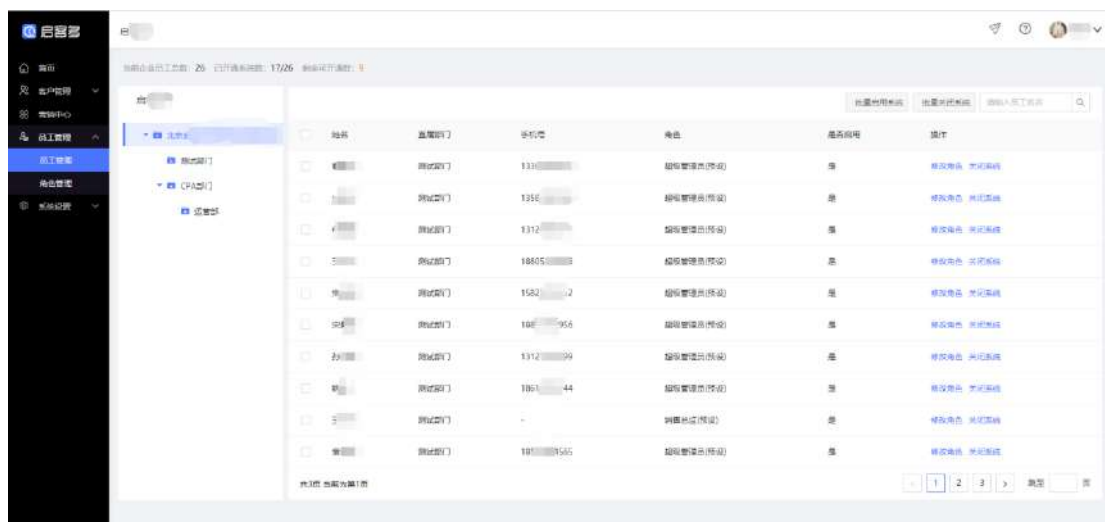 启客多
启
首页
客户管理
营销中心
员工管理
员工管理
角色管理
系统设置
当前企业员工总数: 26 已开通系统数: 17/26 剩余可开通数: 9
启
批量启用系统 批量关闭系统 请输入员工姓名
北京
测试部门
CPA部门
运营部
姓名 直属部门 手机号 角色 是否启用 操作
测试部门 133 超级管理员(预设) 是 修改角色 关闭系统
测试部门 1356 超级管理员(预设) 是 修改角色 关闭系统
测试部门 1312 超级管理员(预设) 是 修改角色 关闭系统
测试部门 18805 超级管理员(预设) 是 修改角色 关闭系统
测试部门 1582 2 超级管理员(预设) 是 修改角色 关闭系统
测试部门 956 超级管理员(预设) 是 修改角色 关闭系统
测试部门 1312 99 超级管理员(预设) 是 修改角色 关闭系统
测试部门 1861 44 超级管理员(预设) 是 修改角色 关闭系统
测试部门 - 销售总监(预设) 是 修改角色 关闭系统
测试部门 1565 超级管理员(预设) 是 修改角色 关闭系统
共3页 当前为第1页
1 2 3 跳至 页